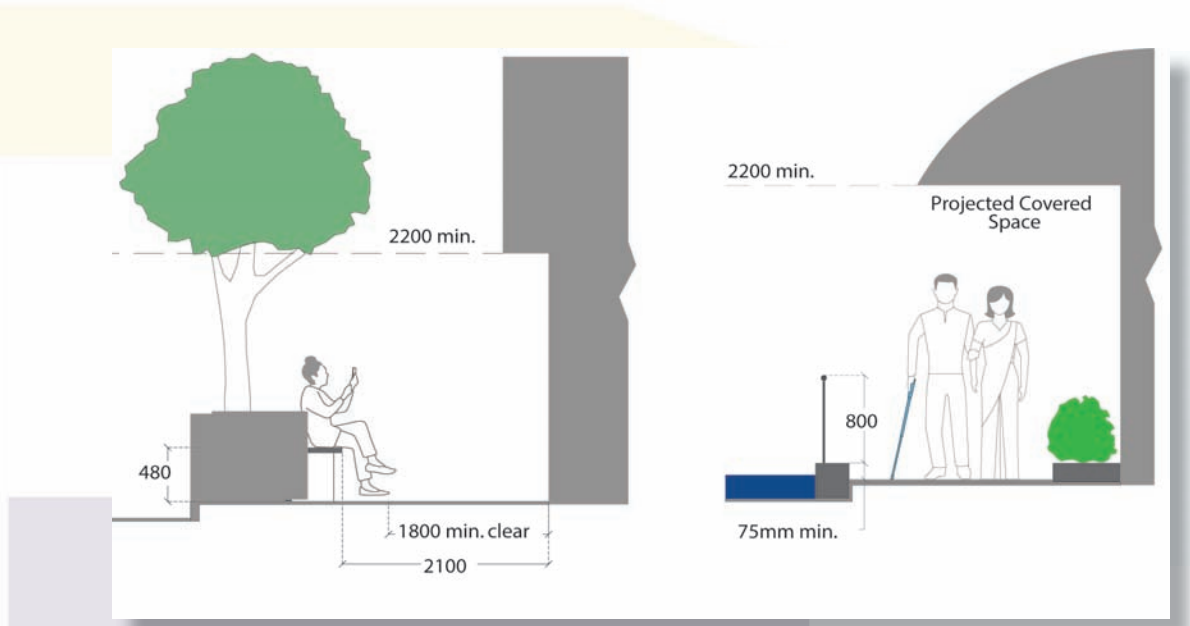 2200 min.
480
1800 min. clear
2100
2200 min.
Projected Covered
Space
800
75mm min.